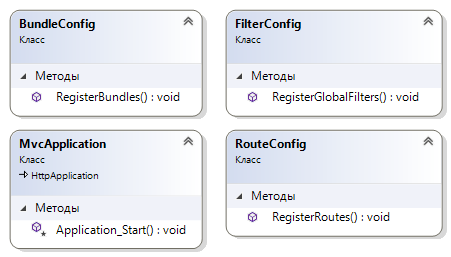 BundleConfig
Класс
Методы
RegisterBundles() : void
FilterConfig
Класс
Методы
RegisterGlobalFilters() : void
MvcApplication
Класс
HttpApplication
Методы
Application_Start() : void
RouteConfig
Класс
Методы
RegisterRoutes() : void